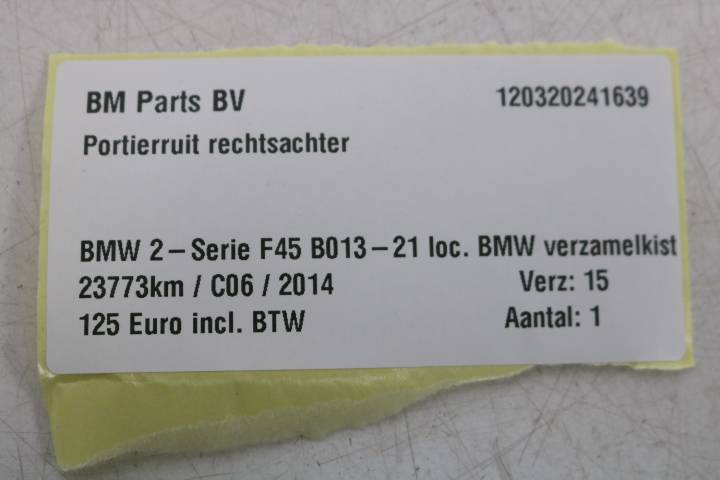 BM Parts BV 120320241639
Portierruit rechtsachter
BMW 2-Serie F45 B013-21 loc. BMW verzamelkist
23773km / C06 / 2014 Verz: 15
125 Euro incl. BTW Aantal: 1